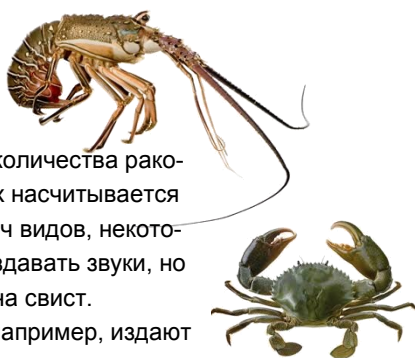 количества рако-
х насчитывается
ч видов, некото-
здавать звуки, но
на свист.
апример, издают